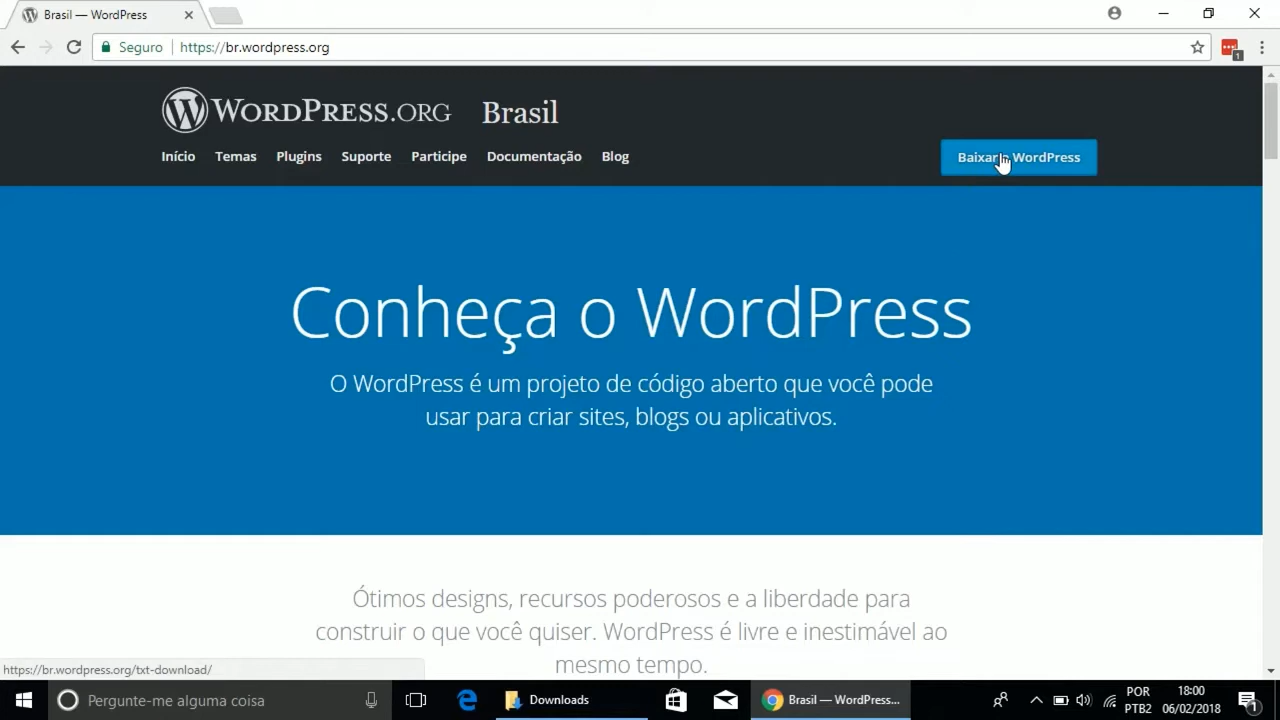 Brasil — WordPress
Seguro
https://br.wordpress.org
1
WORDPRESS.ORG
Brasil
Início
Temas
Plugins
Suporte
Participe
Documentação
Blog
Baixar WordPress
Conheça o WordPress
O WordPress é um projeto de código aberto que você pode
usar para criar sites, blogs ou aplicativos.
Ótimos designs, recursos poderosos e a liberdade para
construir o que você quiser. WordPress é livre e inestimável ao
mesmo tempo.
https://br.wordpress.org/txt-download/
Pergunte-me alguma coisa
Downloads
Brasil — WordPress...
POR
PTB2
18:00
06/02/2018
1